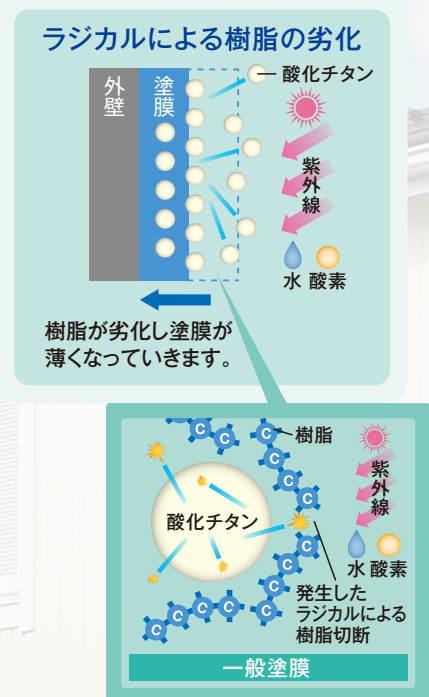 ラジカルによる樹脂の劣化
外壁
塗膜
酸化チタン
紫外線
水 酸素
樹脂が劣化し塗膜が
薄くなっていきます。
C C C C
樹脂
C
C
C
酸化チタン
紫外線
C
C
水 酸素
C
C C C C
C
発生した
ラジカルによる
樹脂切断
一般塗膜